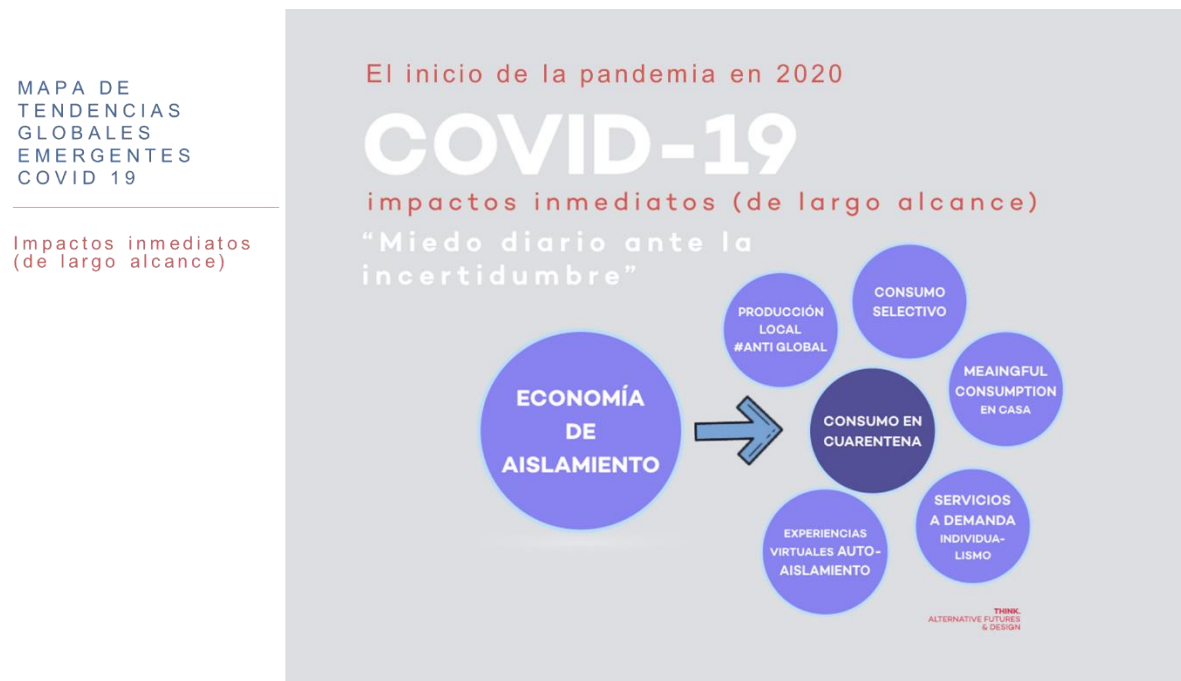 MAPA DE
TENDENCIAS
GLOBALES
EMERGENTES
COVID 19
Impactos inmediatos
(de largo alcance)
El inicio de la pandemia en 2020
COVID-19
impactos inmediatos (de largo alcance)
“Miedo diario ante la
incertidumbre”
ECONOMÍA
DE
AISLAMIENTO
PRODUCCIÓN
LOCAL
#ANTI GLOBAL
CONSUMO
SELECTIVO
MEAINGFUL
CONSUMPTION
EN CASA
CONSUMO EN
CUARENTENA
SERVICIOS
A DEMANDA
INDIVIDUA-
LISMO
EXPERIENCIAS
VIRTUALES AUTO-
AISLAMIENTO
THINK.
ALTERNATIVE FUTURES
& DESIGN